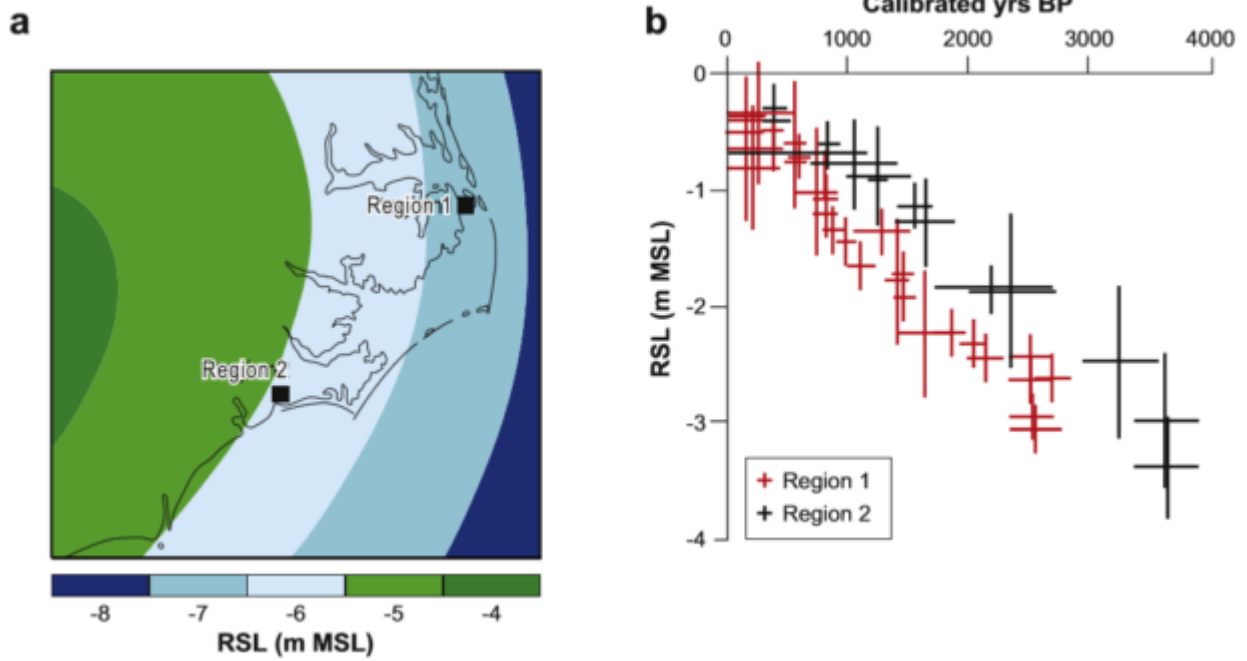 a
Region 1
Region 2
-8 -7 -6 -5 -4
RSL (m MSL)
b
Calibrated yrs BP
0 1000 2000 3000 4000
0
-1
-2
-3
-4
RSL (m MSL)
Region 1
Region 2